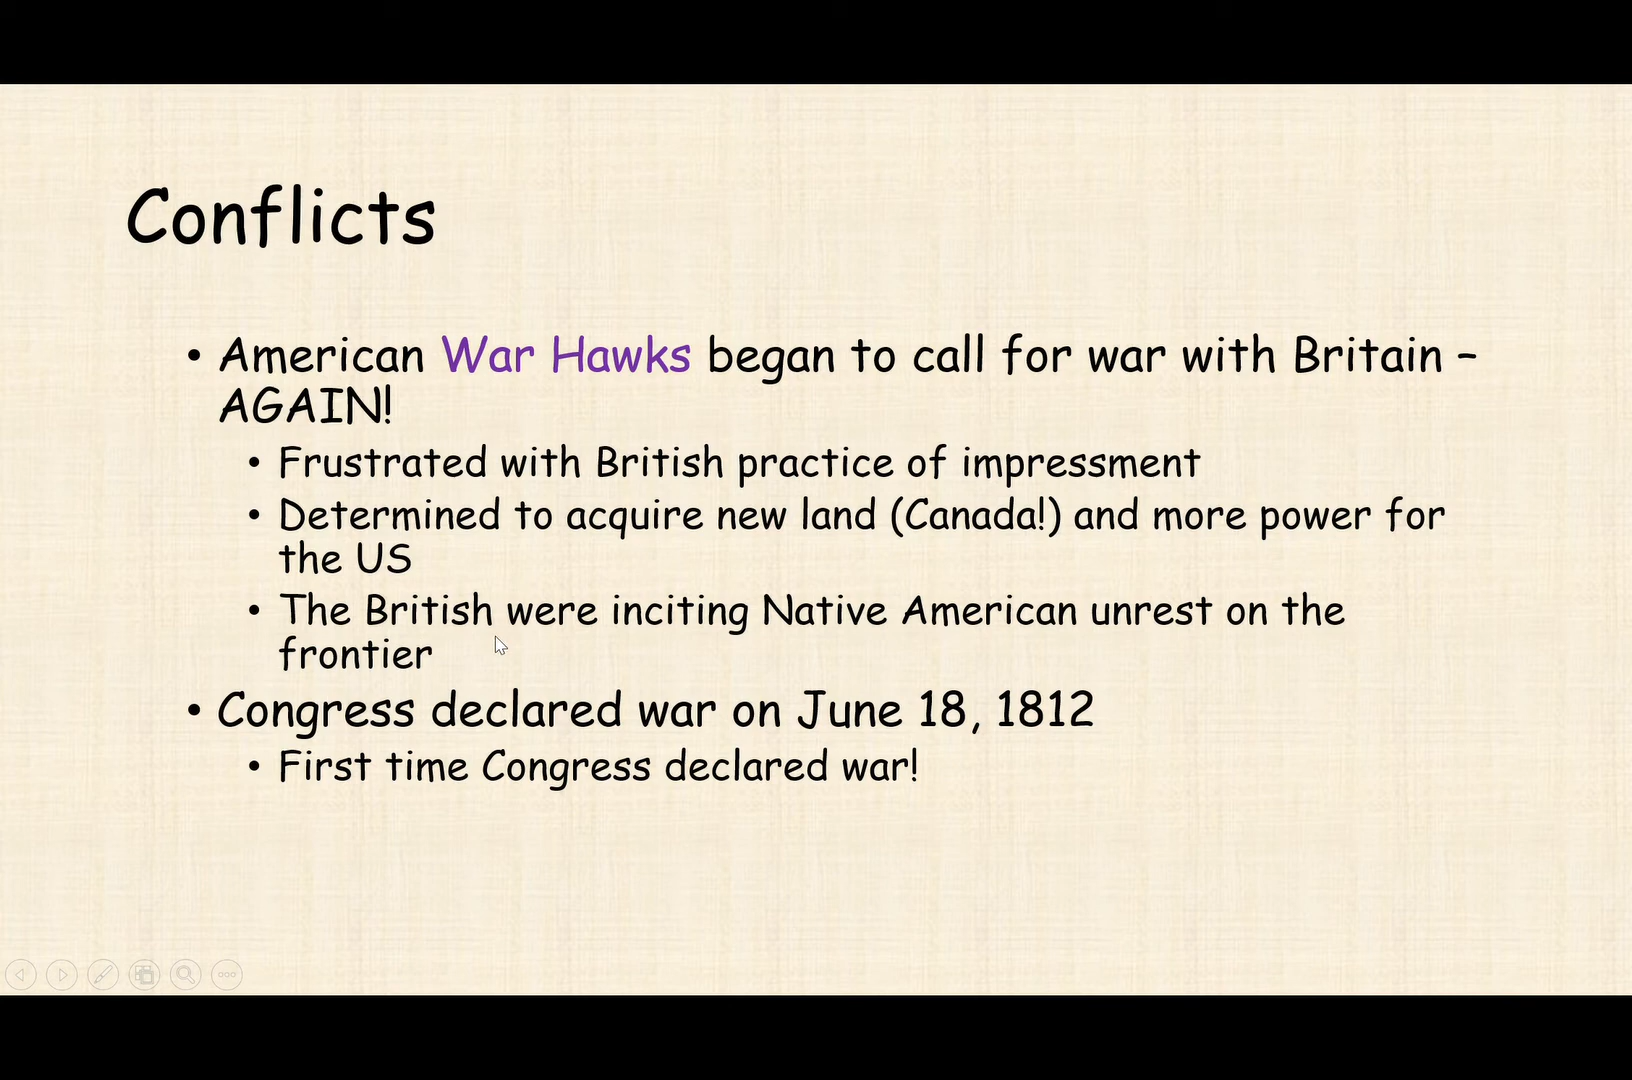 Conflicts
• American War Hawks began to call for war with Britain –
AGAIN!
• Frustrated with British practice of impressment
• Determined to acquire new land (Canada!) and more power for
the US
• The British were inciting Native American unrest on the
frontier
• Congress declared war on June 18, 1812
• First time Congress declared war!